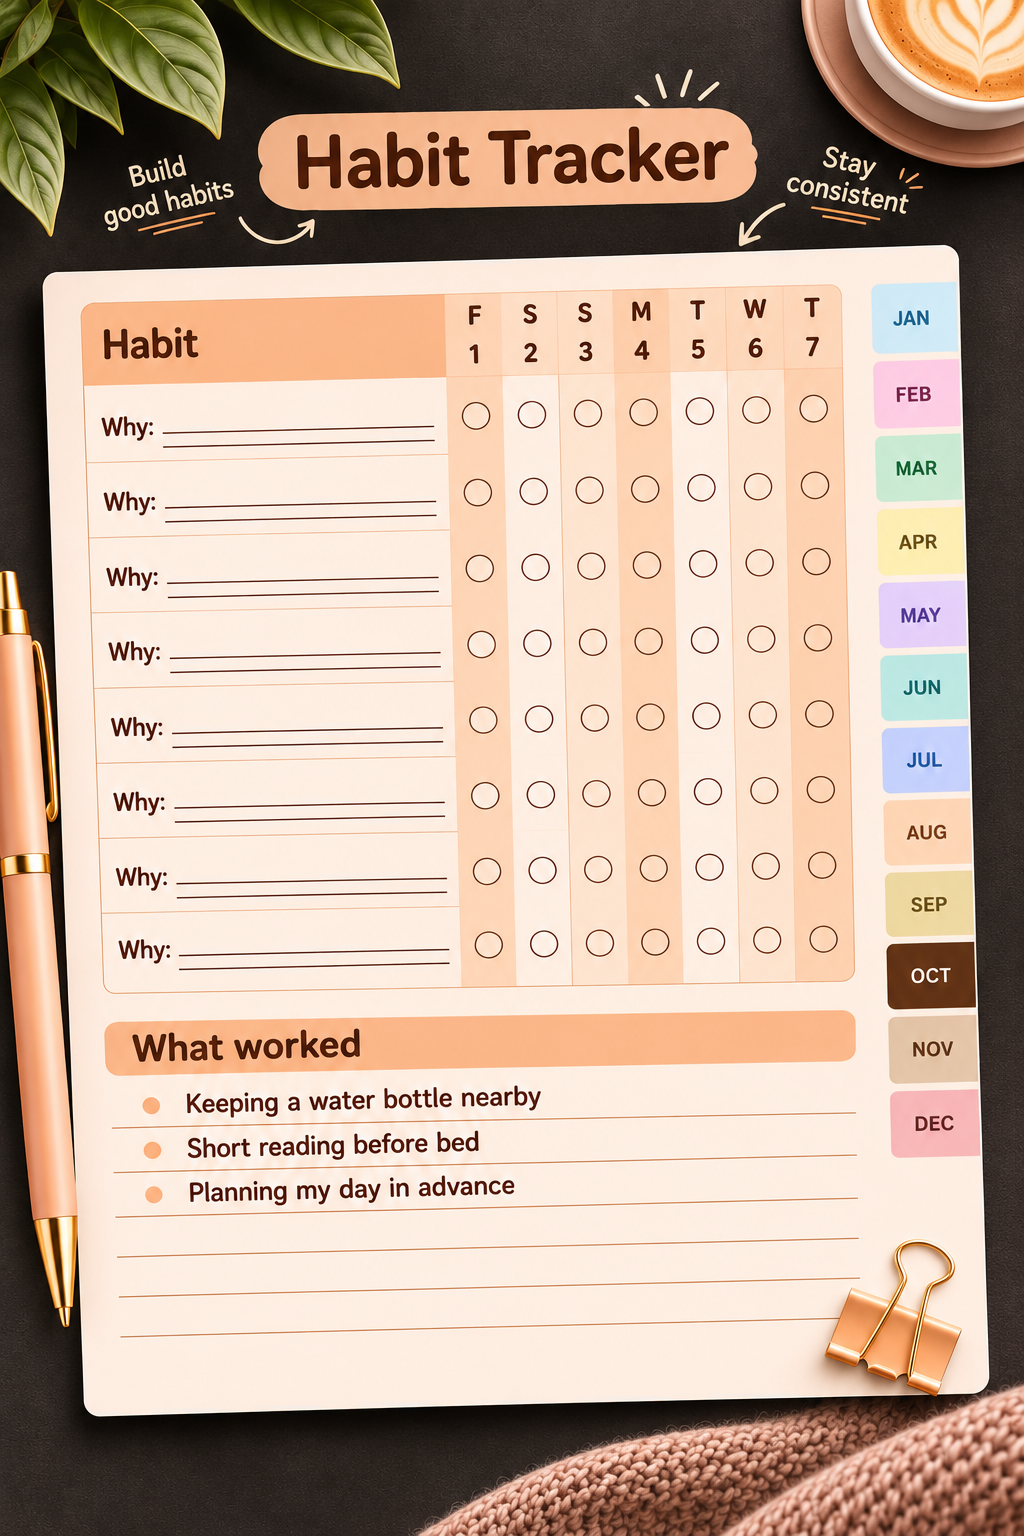 Habit Tracker
Build
good habits
Stay
consistent
Habit
F S S M T W T
1 2 3 4 5 6 7
Why:
Why:
Why:
Why:
Why:
Why:
Why:
Why:
JAN
FEB
MAR
APR
MAY
JUN
JUL
AUG
SEP
OCT
NOV
DEC
What worked
Keeping a water bottle nearby
Short reading before bed
Planning my day in advance